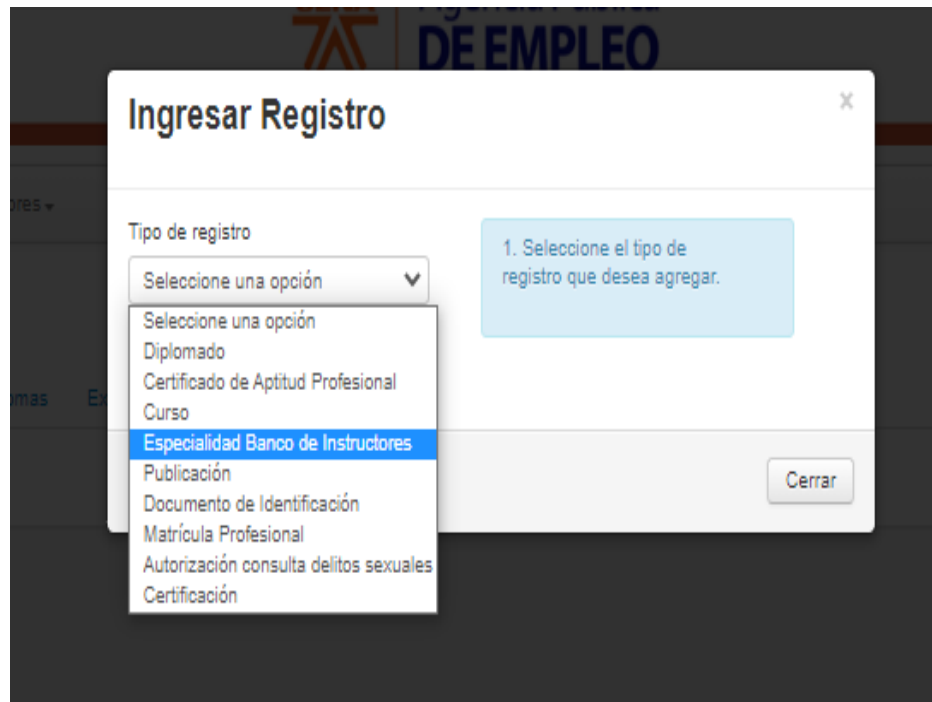 DE EMPLEO
Ingresar Registro
×
Tipo de registro
Seleccione una opción
1. Seleccione el tipo de
registro que desea agregar.
Seleccione una opción
Diplomado
Certificado de Aptitud Profesional
Curso
Especialidad Banco de Instructores
Publicación
Documento de Identificación
Matrícula Profesional
Autorización consulta delitos sexuales
Certificación
Cerrar